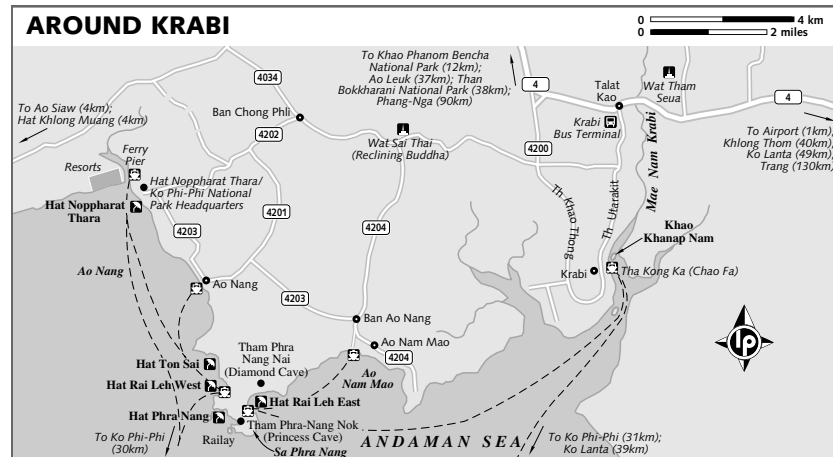 AROUND KRABI
0 4 km
0 2 miles
To Khao Phanom Bencha
National Park (12km);
Ao Leuk (37km); Than
Bokkharani National Park (38km);
Phang-Nga (90km)
4034
4
Talat
Kao
Wat Tham
Seua
To Ao Siaw (4km);
Hat Khlong Muang (4km)
Ban Chong Phli
4202
Wat Sai Thai
(Reclining Buddha)
Krabi
Bus Terminal
4
4200
To Airport (1km),
Khlong Thom (40km);
Ko Lanta (49km);
Trang (130km)
Mae Nam Krabi
Ferry
Pier
Resorts
Hat Noppharat Thara/
Ko Phi-Phi National
Park Headquarters
Hat Noppharat
Thara
4203
4201
4204
Th Khao Thong
Th Utarakit
Khao
Khanap Nam
Ao Nang
Ao Nang
4203
Krabi
Tha Kong Ka (Chao Fa)
Ban Ao Nang
Ao Nam Mao
4204
Tham Phra
Nang Nai
(Diamond Cave)
Hat Ton Sai
Hat Rai Leh West
Ao
Nam Mao
Hat Rai Leh East
Hat Phra Nang
Tham Phra-Nang Nok
(Princess Cave)
Railay
Sa Phra Nang
To Ko Phi-Phi
(30km)
ANDAMAN SEA
To Ko Phi-Phi (31km);
Ko Lanta (39km)
lp